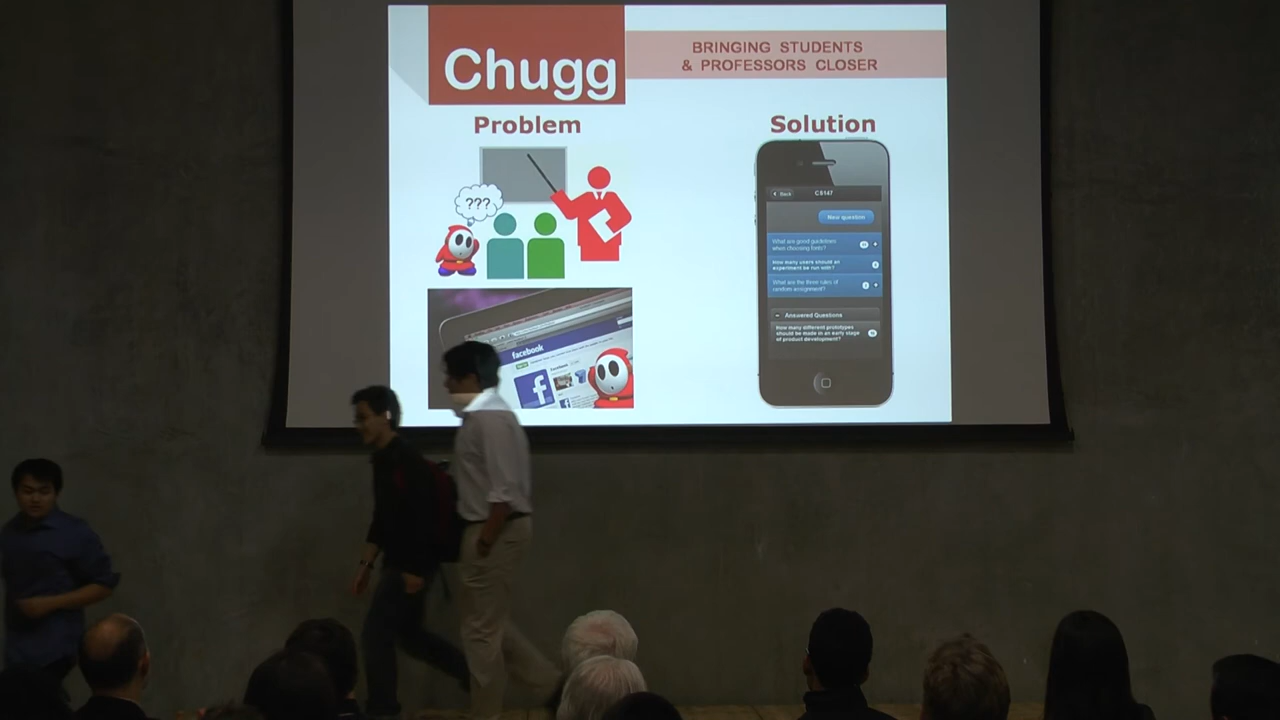 Chugg
BRINGING STUDENTS
& PROFESSORS CLOSER
Problem
Solution
???
facebook
Back
CS147
New question
What are good guidelines
when choosing fonts?
How many users should an
experiment be run with?
What are the three rules of
random assignment?
Answered Questions
How many different prototypes
should be made in an early stage
of product development?